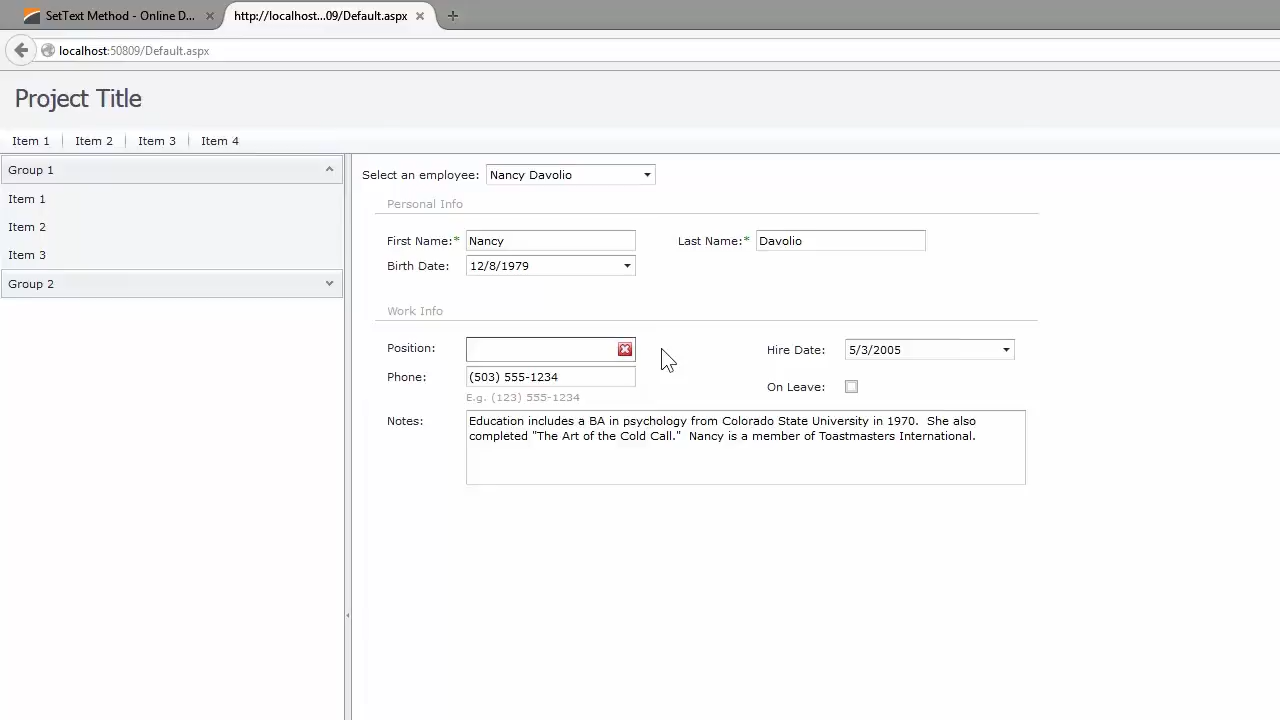 SetText Method - Online D...
http://localhost...09/Default.aspx
localhost:50809/Default.aspx
Project Title
Item 1 Item 2 Item 3 Item 4
Group 1
Item 1
Item 2
Item 3
Group 2
Select an employee: Nancy Davolio
Personal Info
First Name:* Nancy Last Name:* Davolio
Birth Date: 12/8/1979
Work Info
Position: Hire Date: 5/3/2005
Phone: (503) 555-1234
E.g. (123) 555-1234
On Leave:
Notes: Education includes a BA in psychology from Colorado State University in 1970. She also
completed "The Art of the Cold Call." Nancy is a member of Toastmasters International.